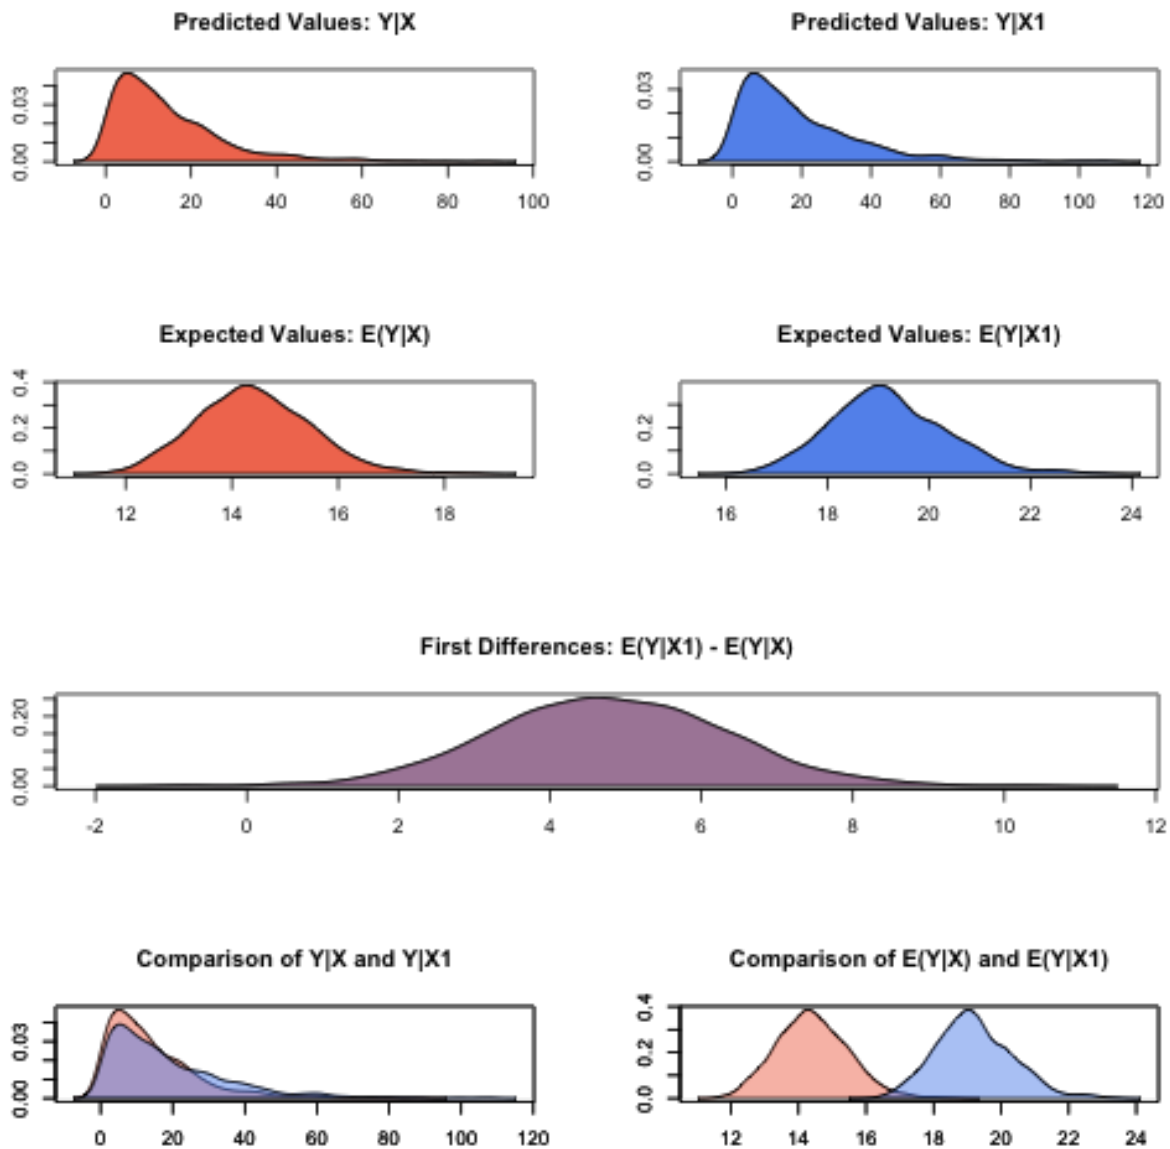 Predicted Values: Y|X
0.00 0.03
0 20 40 60 80 100
Predicted Values: Y|X1
0.00 0.03
0 20 40 60 80 100 120
Expected Values: E(Y|X)
0.0 0.2 0.4
12 14 16 18
Expected Values: E(Y|X1)
0.0 0.2
16 18 20 22 24
First Differences: E(Y|X1) - E(Y|X)
0.00 0.20
-2 0 2 4 6 8 10 12
Comparison of Y|X and Y|X1
0.00 0.03
0 20 40 60 80 100 120
Comparison of E(Y|X) and E(Y|X1)
0.0 0.2 0.4
12 14 16 18 20 22 24